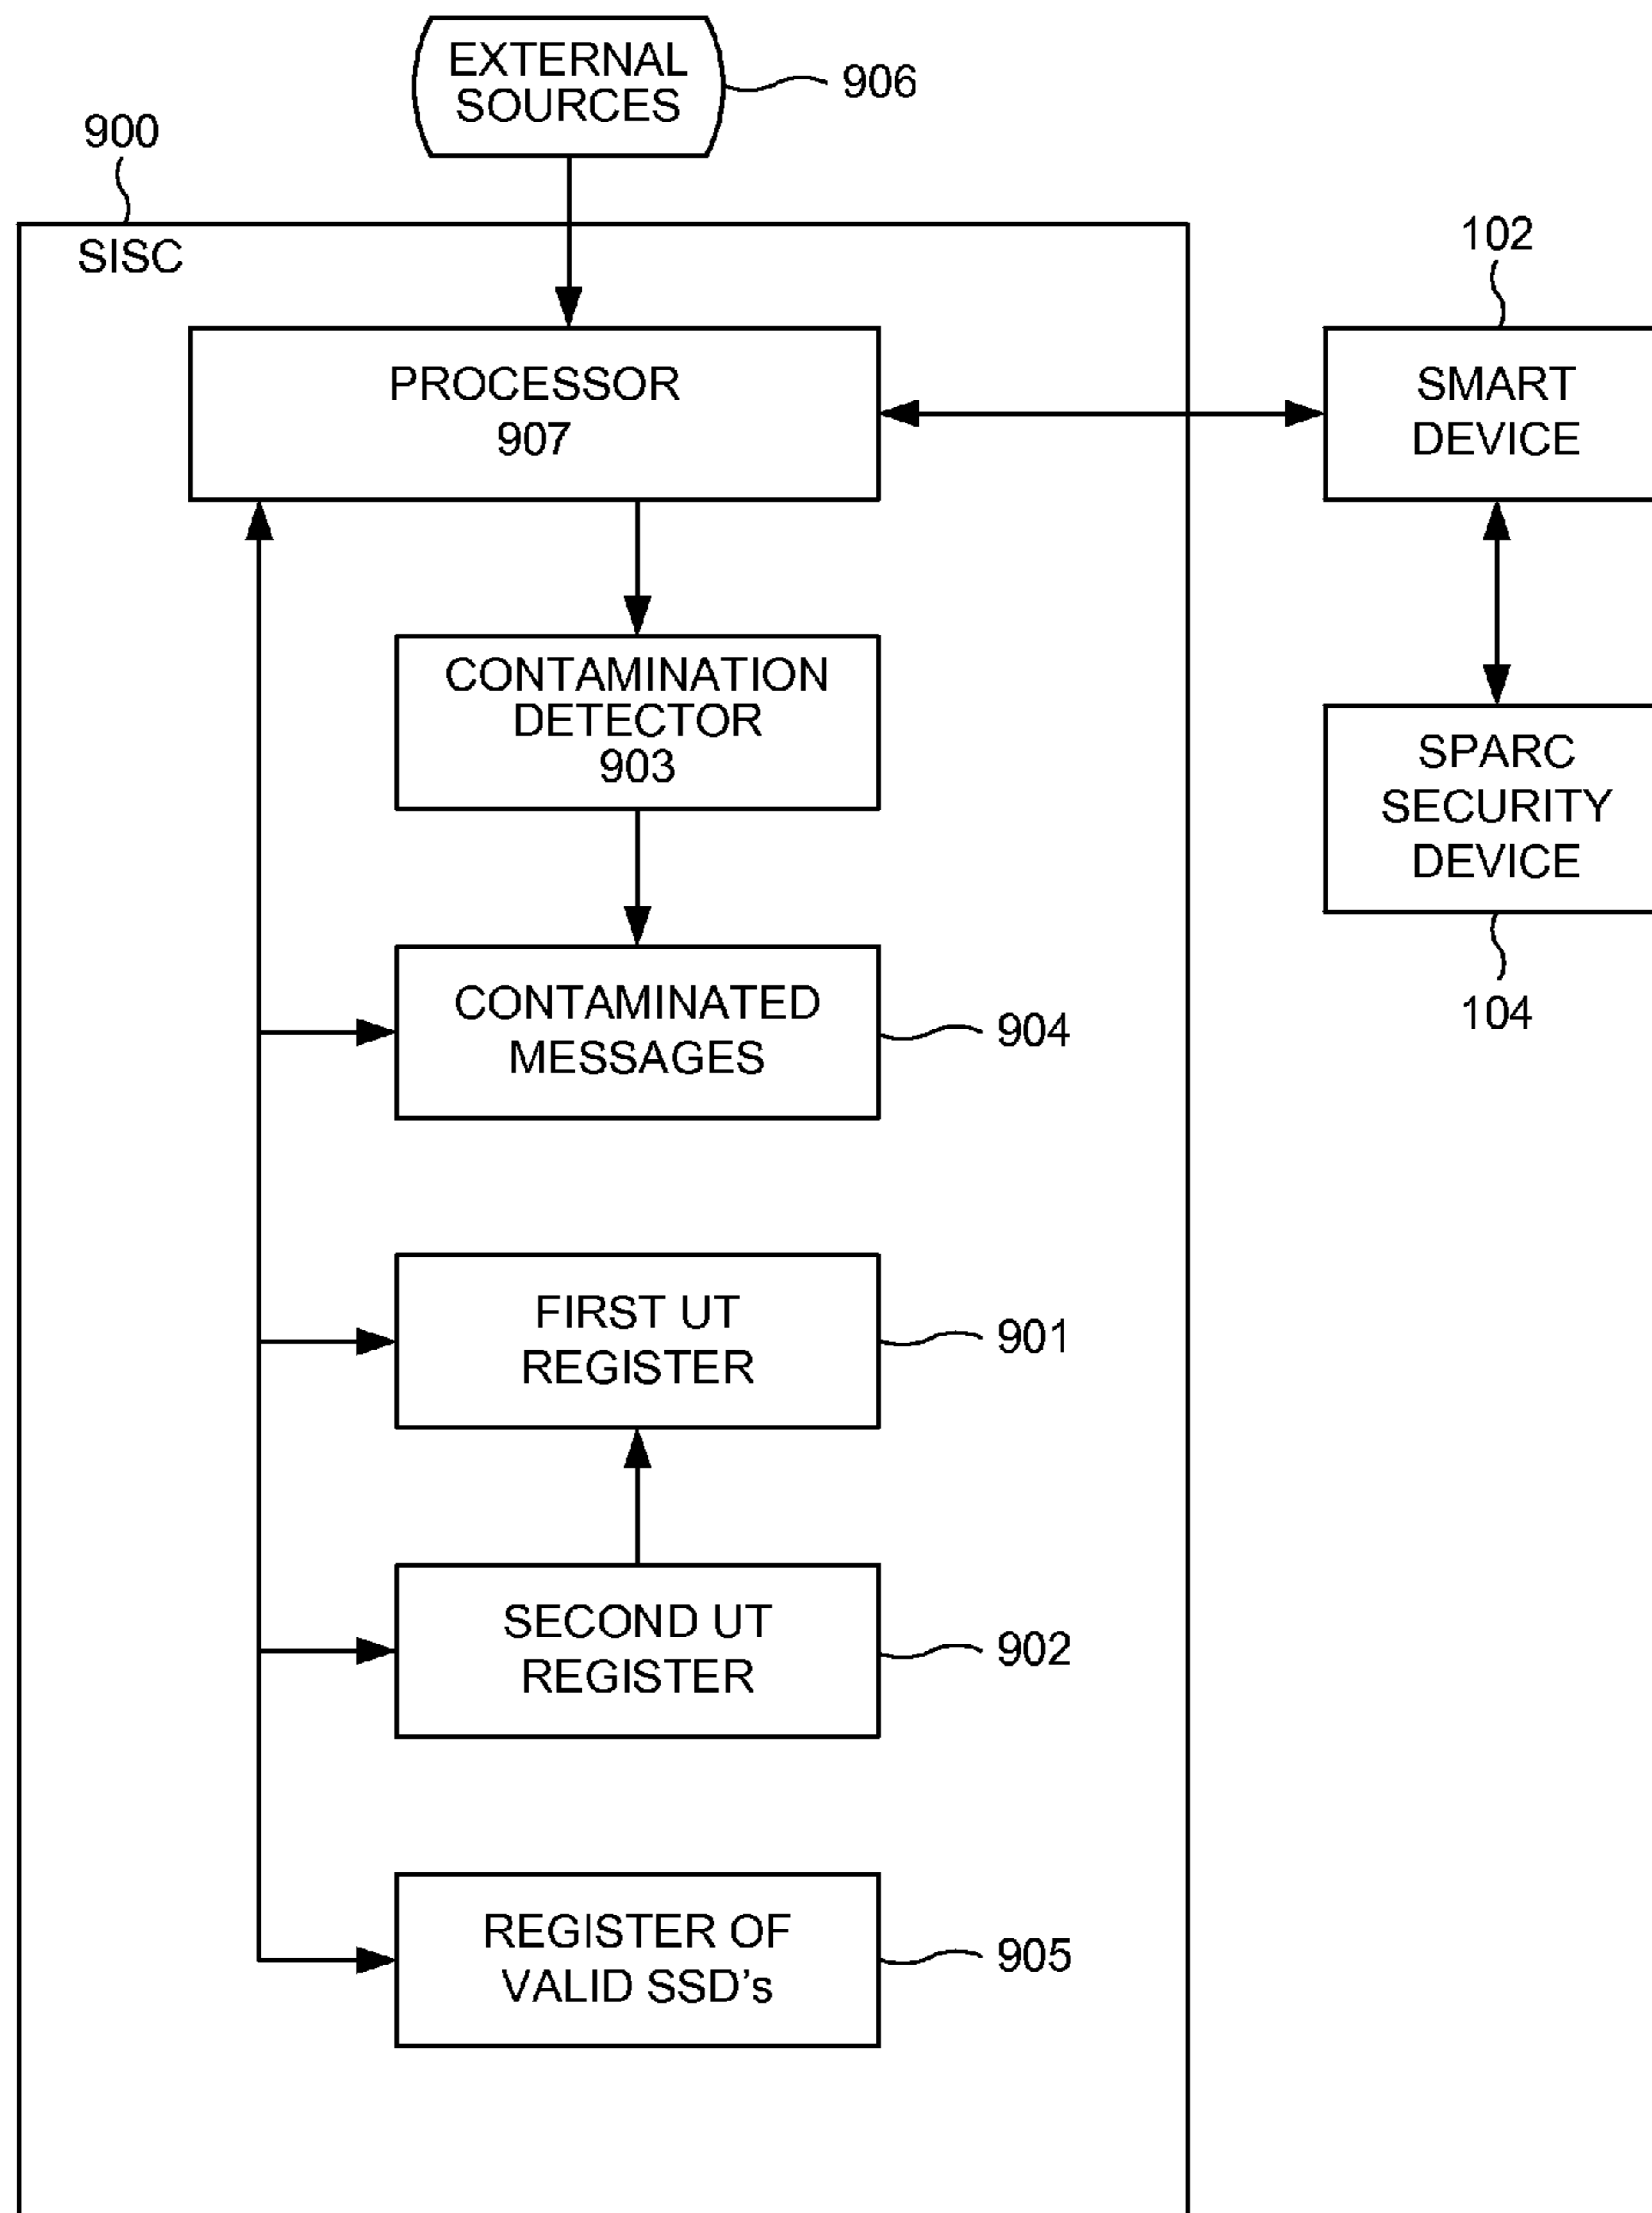 EXTERNAL
SOURCES
906
900
SISC
102
PROCESSOR
907
SMART
DEVICE
CONTAMINATION
DETECTOR
903
SPARC
SECURITY
DEVICE
104
CONTAMINATED
MESSAGES
904
FIRST UT
REGISTER
901
SECOND UT
REGISTER
902
REGISTER OF
VALID SSD's
905